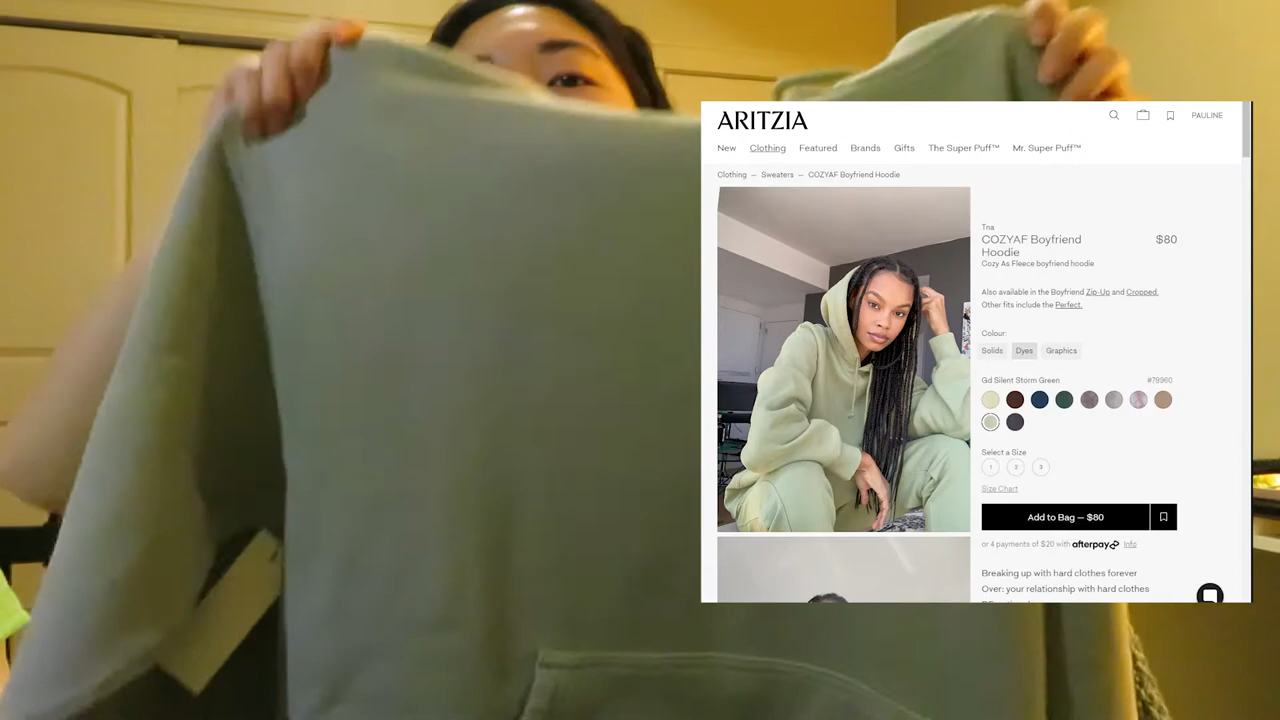 ARITZIA
PAULINE
New Clothing Featured Brands Gifts The Super Puff™ Mr. Super Puff™
Clothing — Sweaters — COZYAF Boyfriend Hoodie
Tna
COZYAF Boyfriend
Hoodie
$80
Cozy As Fleece boyfriend hoodie
Also available in the Boyfriend Zip-Up and Cropped.
Other fits include the Perfect.
Colour:
Solids Dyes Graphics
Gd Silent Storm Green #79960
Select a Size
1 2 3
Size Chart
Add to Bag — $80
or 4 payments of $20 with afterpay Info
Breaking up with hard clothes forever
Over: your relationship with hard clothes